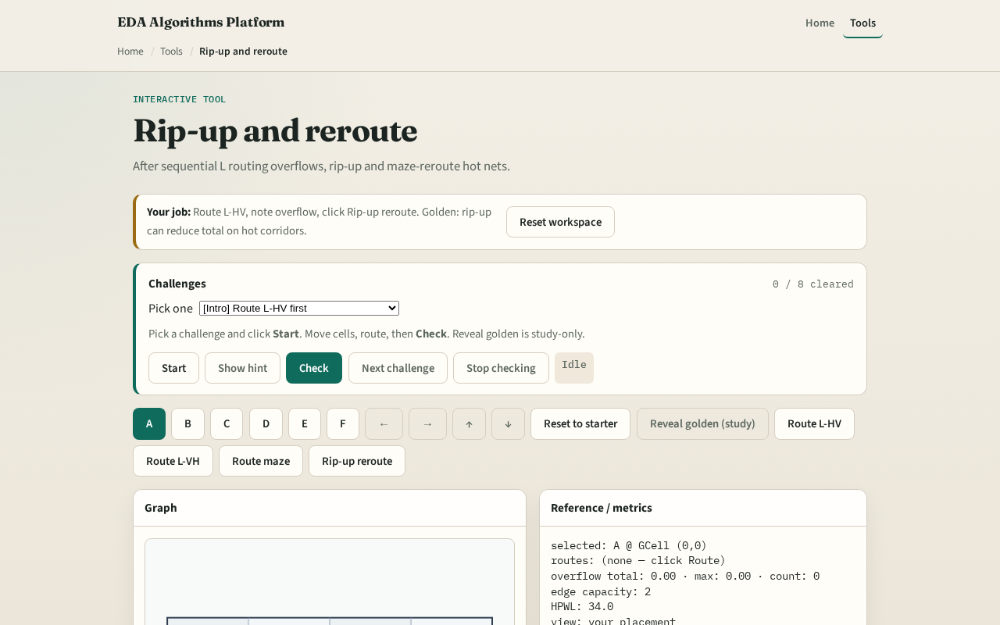 EDA Algorithms Platform
Home
Tools
Home / Tools / Rip-up and reroute
INTERACTIVE TOOL
Rip-up and reroute
After sequential L routing overflows, rip-up and maze-reroute hot nets.
Your job: Route L-HV, note overflow, click Rip-up reroute. Golden: rip-up
can reduce total on hot corridors.
Reset workspace
Challenges
0 / 8 cleared
Pick one [Intro] Route L-HV first
Pick a challenge and click Start. Move cells, route, then Check. Reveal golden is study-only.
Start Show hint Check Next challenge Stop checking Idle
A B C D E F ← → ↑ ↓ Reset to starter Reveal golden (study) Route L-HV
Route L-VH Route maze Rip-up reroute
Graph
Reference / metrics
selected: A @ GCell (0,0)
routes: (none — click Route)
overflow total: 0.00 · max: 0.00 · count: 0
edge capacity: 2
HPWL: 34.0
view: your placement